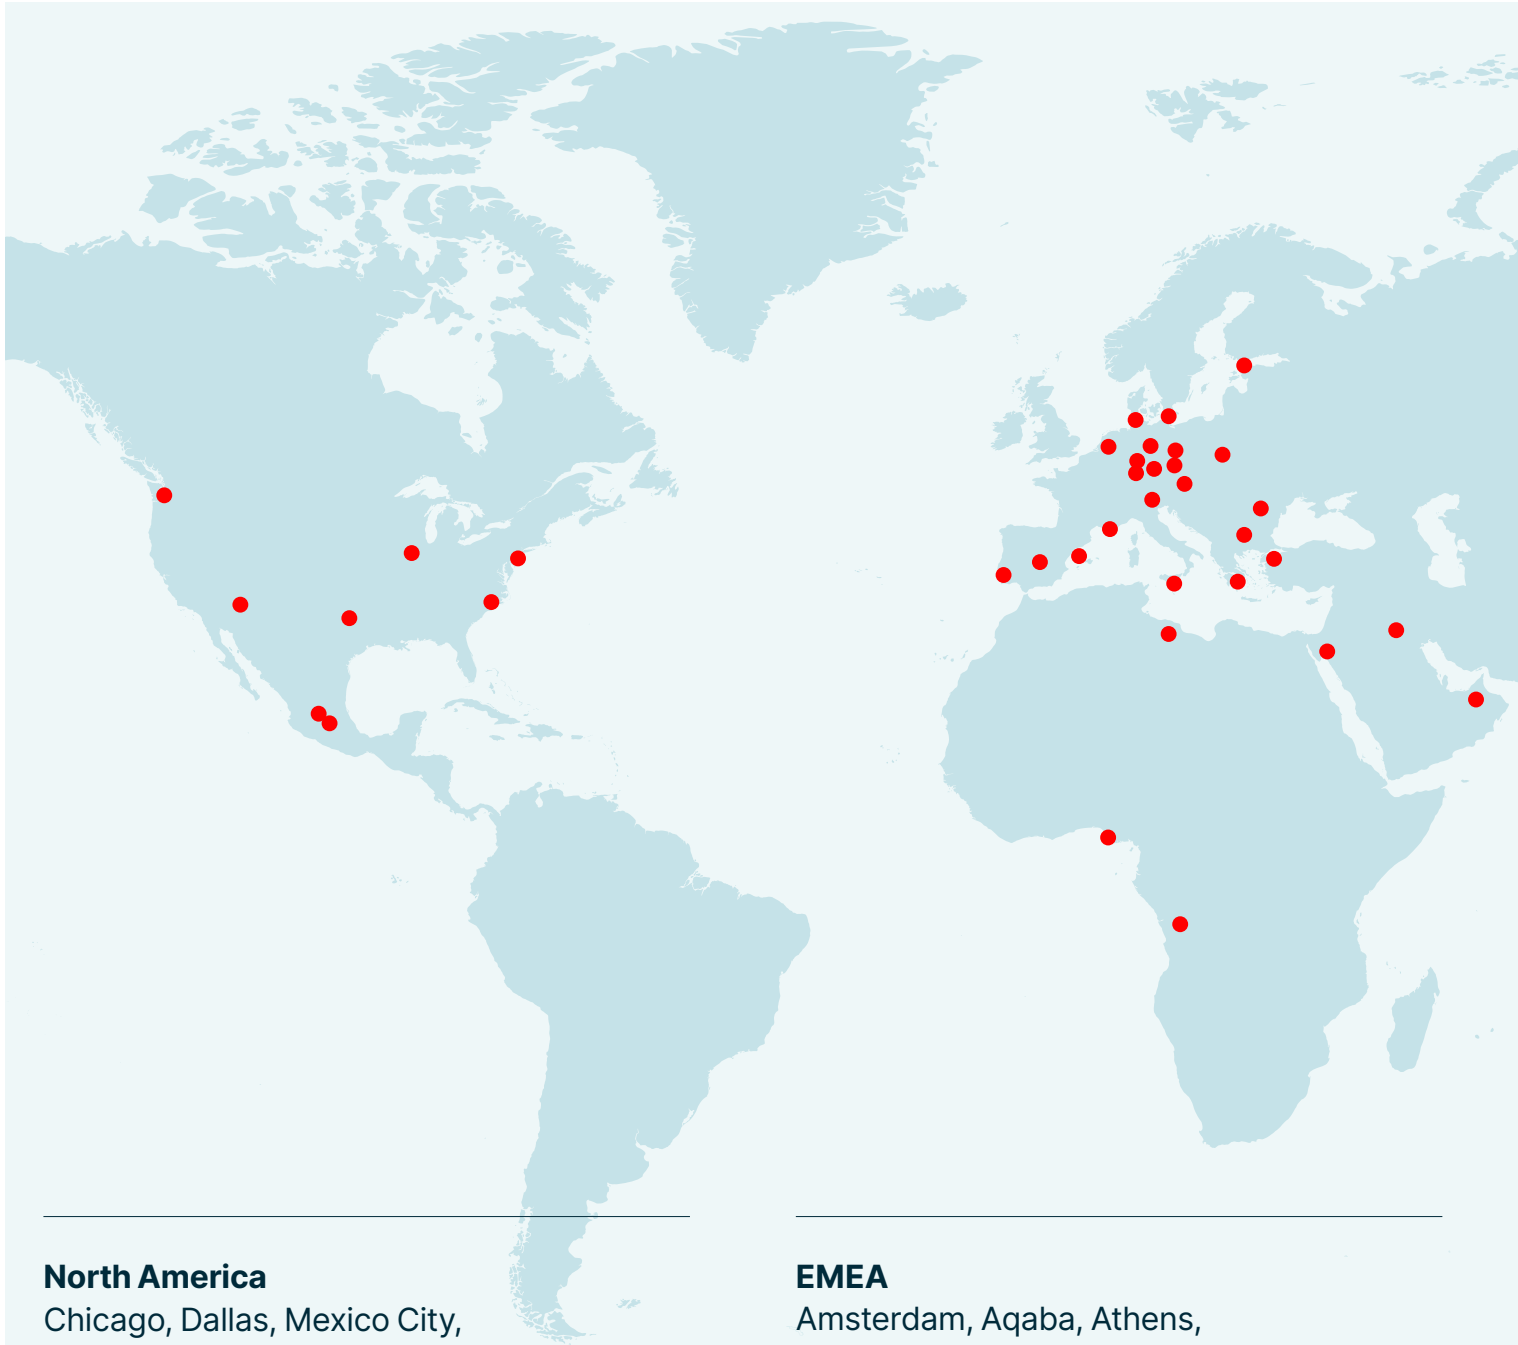 North America
Chicago, Dallas, Mexico City,
EMEA
Amsterdam, Aqaba, Athens,